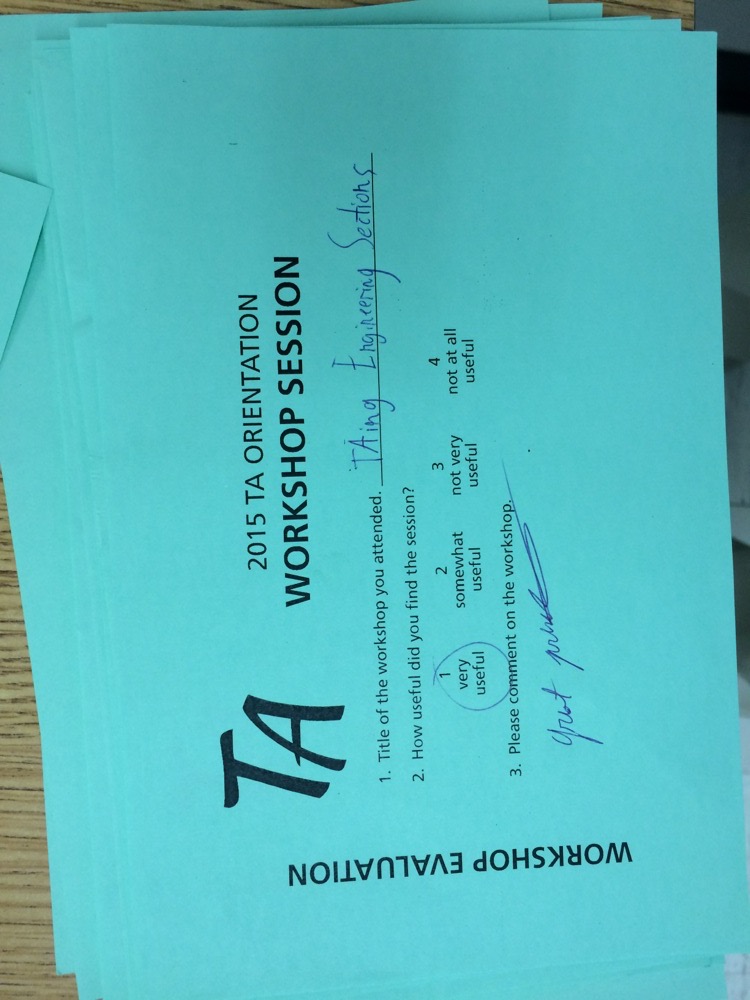 WORKSHOP EVALUATION
TA
2015 TA ORIENTATION
WORKSHOP SESSION
1. Title of the workshop you attended. TAing Engineering Sections
2. How useful did you find the session?
1 2 3 4
very somewhat not very not at all
useful useful useful useful
3. Please comment on the workshop.
great